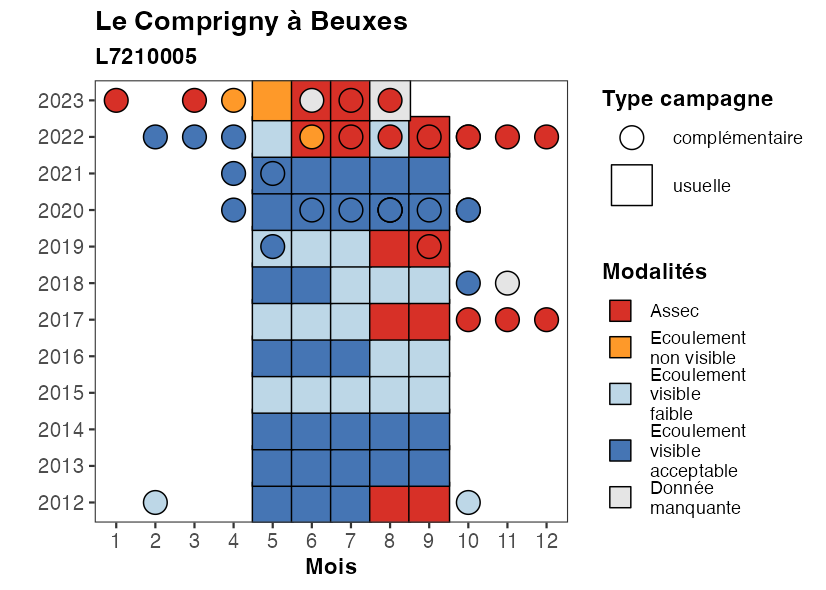 Le Comprigny à Beuxes
L7210005
2023
2022
2021
2020
2019
2018
2017
2016
2015
2014
2013
2012
1 2 3 4 5 6 7 8 9 10 11 12
Mois
Type campagne
complémentaire
usuelle
Modalités
Assec
Ecoulement
non visible
Ecoulement
visible
faible
Ecoulement
visible
acceptable
Donnée
manquante